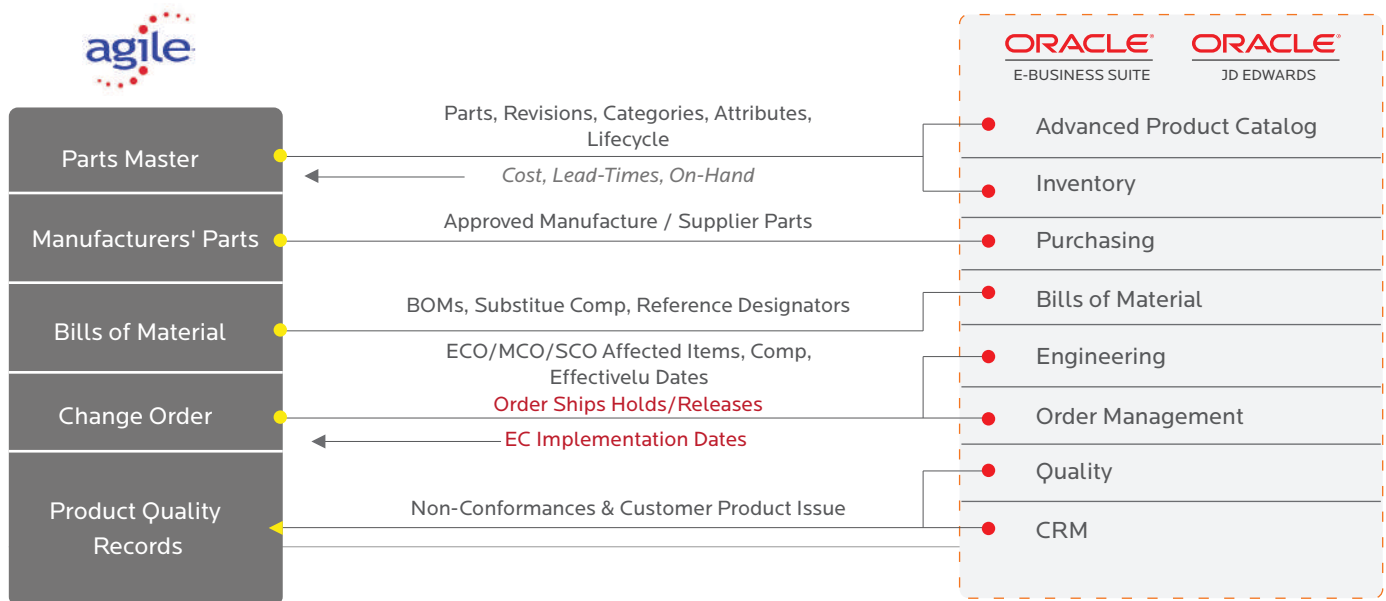 agile
ORACLE
E-BUSINESS SUITE
ORACLE
JD EDWARDS
Parts Master
Parts, Revisions, Categories, Attributes,
Lifecycle
Cost, Lead-Times, On-Hand
Advanced Product Catalog
Inventory
Manufacturers' Parts
Approved Manufacture / Supplier Parts
Purchasing
Bills of Material
BOMs, Substitue Comp, Reference Designators
Bills of Material
Change Order
ECO/MCO/SCO Affected Items, Comp,
Effectivelu Dates
Order Ships Holds/Releases
EC Implementation Dates
Engineering
Order Management
Product Quality
Records
Non-Conformances & Customer Product Issue
Quality
CRM